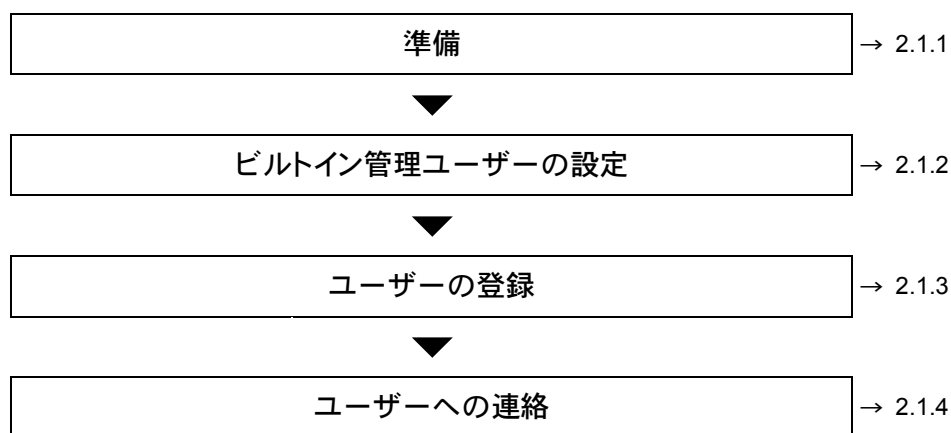 準備 → 2.1.1
ビルトイン管理ユーザーの設定 → 2.1.2
ユーザーの登録 → 2.1.3
ユーザーへの連絡 → 2.1.4